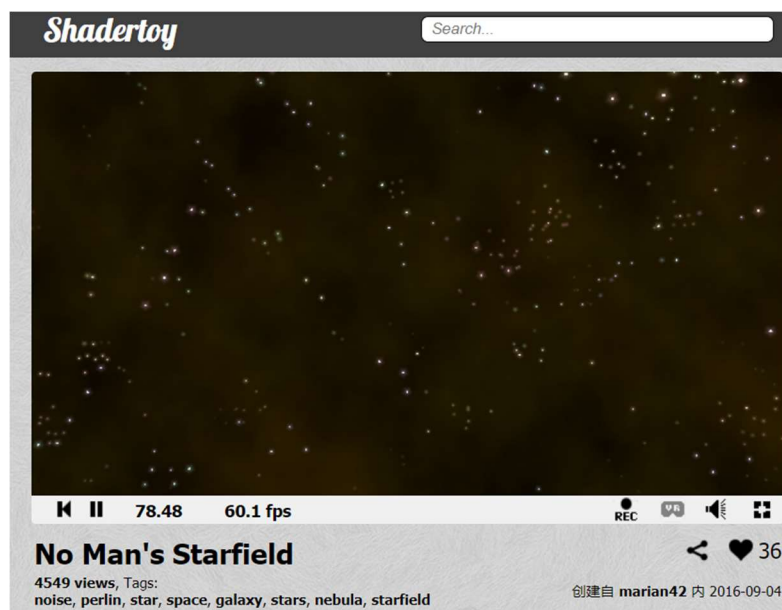 Shadertoy
Search...
78.48 60.1 fps
REC
VR
No Man's Starfield
36
4549 views, Tags:
noise, perlin, star, space, galaxy, stars, nebula, starfield
创建自 marian42 内 2016-09-04